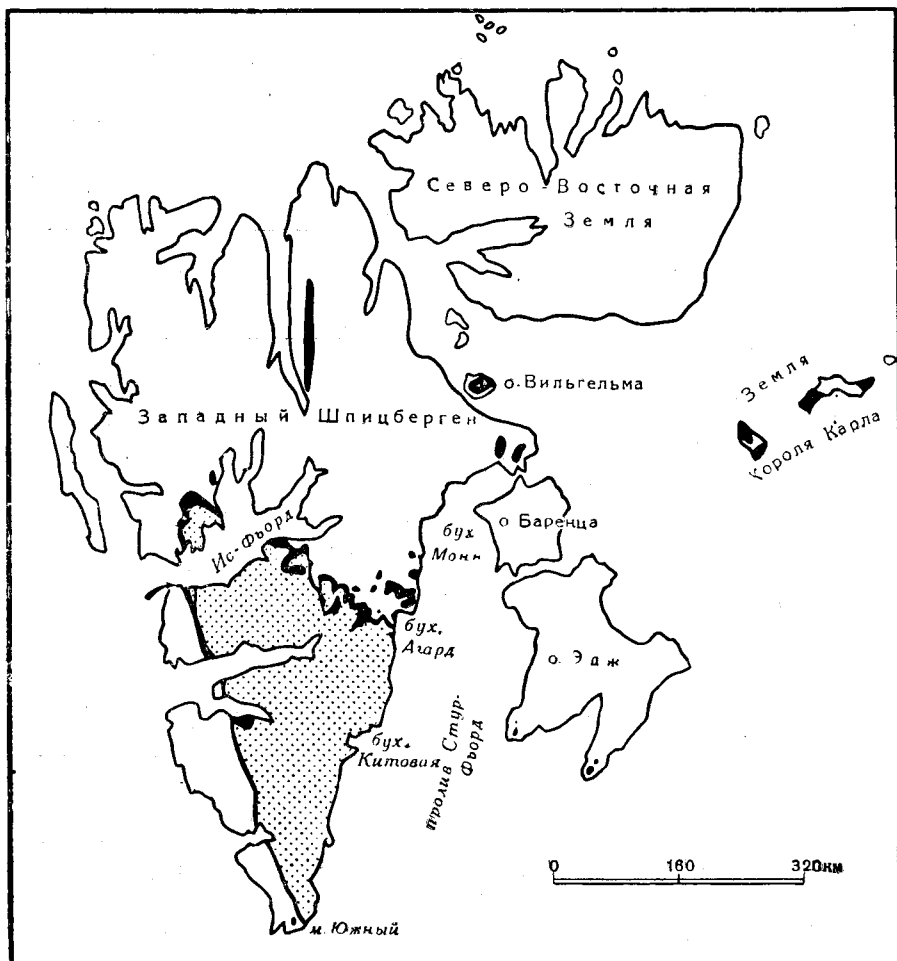 Северо-Восточная
Земля
о. Вильгельма
Земля
Короля Карла
Западный Шпицберген
о Баренца
бух
Монн
Ис-Фьорд
бух.
Агард
о. Эдж
бух.
Китовая
пролив Стур-
Фьорд
0 160 320км
м. Южный